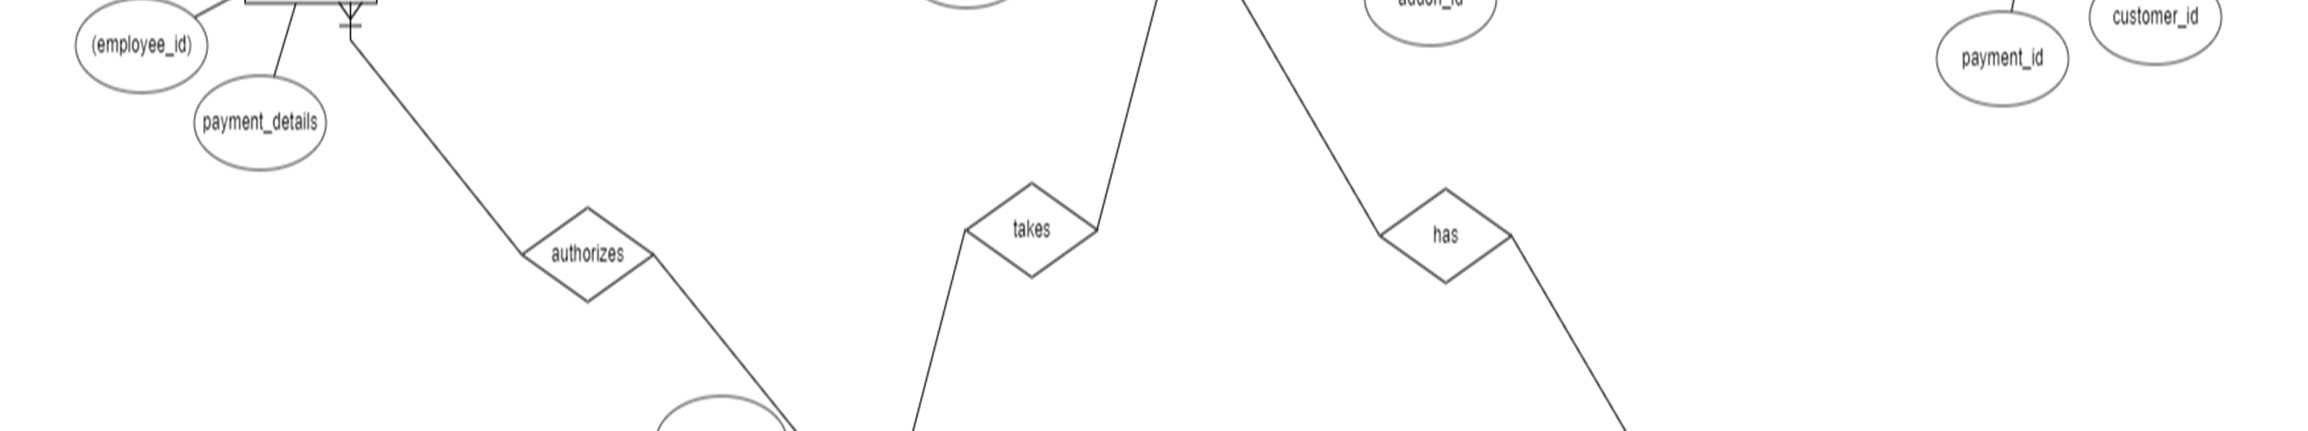 (employee_id)
payment_details
authorizes
takes
has
payment_id
customer_id